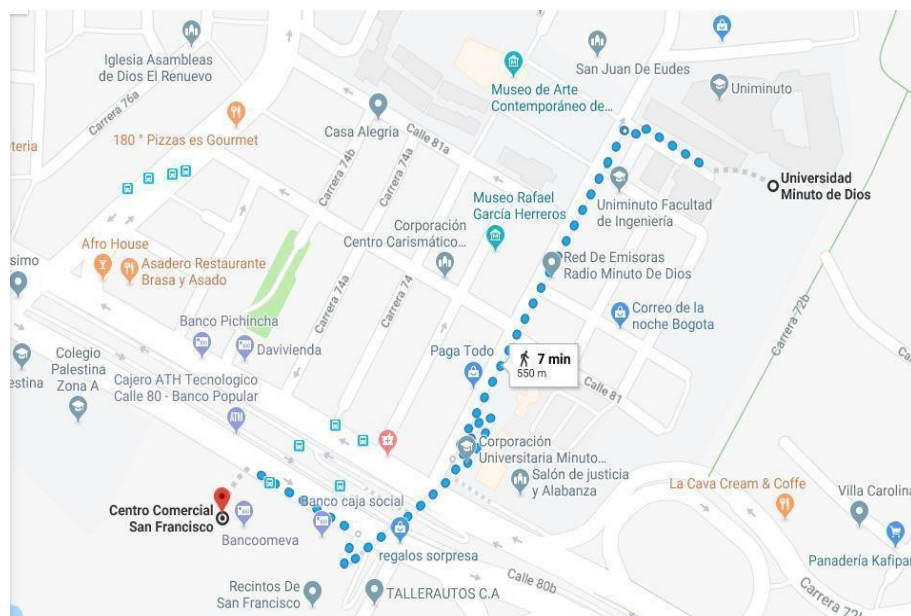 Iglesia Asambleas
de Dios El Renuevo
Carrera 76a
180 ° Pizzas es Gourmet
eteria
Casa Alegria
Carrera 74b
Carrera 74a
Calle 81a
Museo de Arte
Contemporáneo de...
San Juan De Eudes
Uniminuto
Universidad
Minuto de Dios
Uniminuto Facultad
de Ingeniería
Museo Rafael
García Herreros
Corporación
Centro Carismático...
Red De Emisoras
Radio Minuto De Dios
Afro House
Asadero Restaurante
Brasa y Asado
simo
Carrera 74a
Carrera 74
Correo de la
noche Bogota
Carrera 72b
Banco Pichincha
Davivienda
Paga Todo
7 min
550 m
Calle 81
Colegio
Palestina
Zona A
estina
Cajero ATH Tecnologico
Calle 80 - Banco Popular
ATM
Corporación
Universitaria Minuto...
Salón de justicia
y Alabanza
La Cava Cream & Coffe
Villa Carolina
Centro Comercial
San Francisco
Banco caja social
Bancoomeva
regalos sorpresa
Panadería Kafipan
Recintos De
San Francisco
TALLERAUTOS C.A
Calle 80b
Carrera 72b